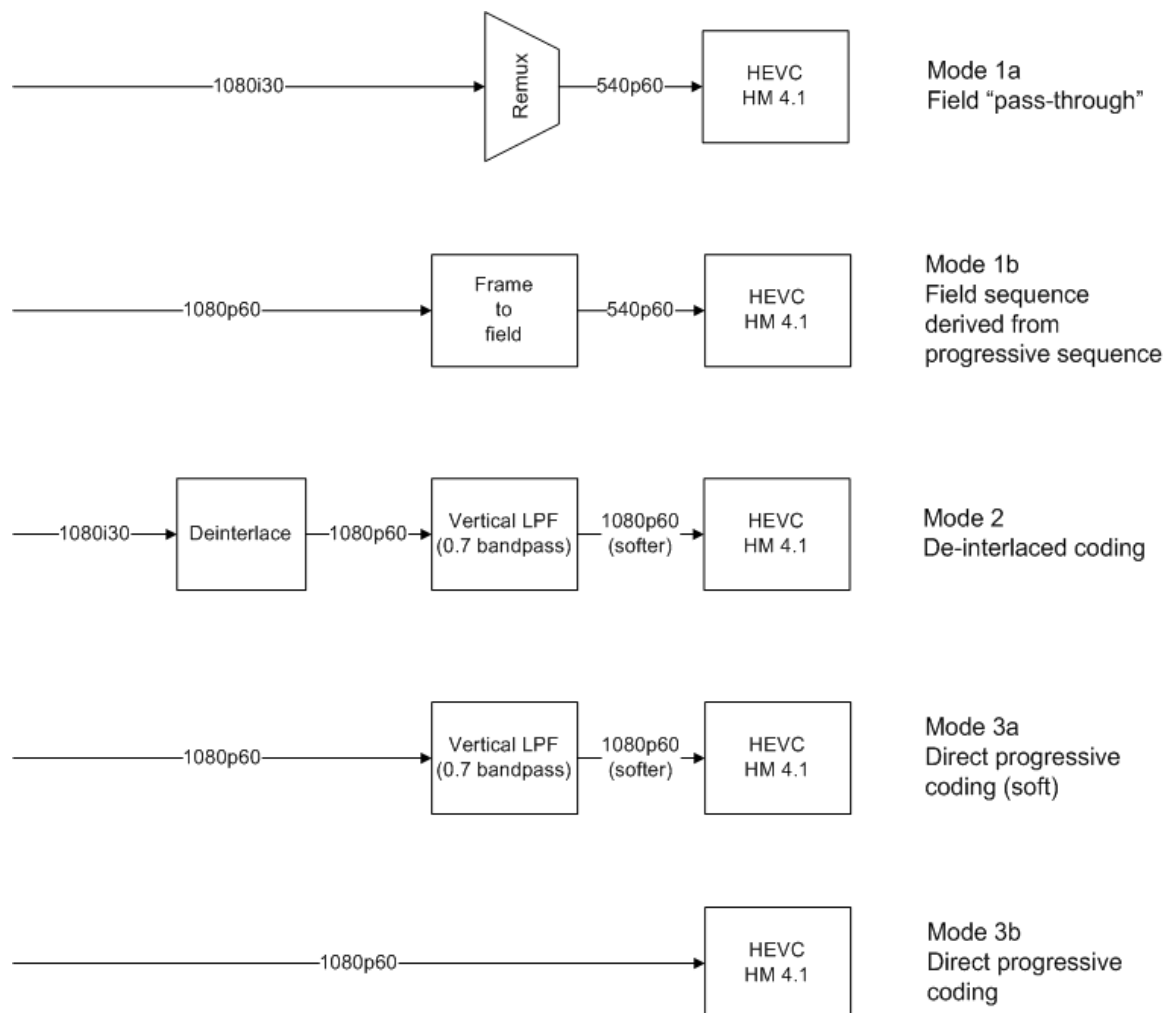 1080i30
Remux
540p60
HEVC
HM 4.1
Mode 1a
Field “pass-through”
1080p60
Frame
to
field
540p60
HEVC
HM 4.1
Mode 1b
Field sequence
derived from
progressive sequence
1080i30
Deinterlace
1080p60
Vertical LPF
(0.7 bandpass)
1080p60
(softer)
HEVC
HM 4.1
Mode 2
De-interlaced coding
1080p60
Vertical LPF
(0.7 bandpass)
1080p60
(softer)
HEVC
HM 4.1
Mode 3a
Direct progressive
coding (soft)
1080p60
HEVC
HM 4.1
Mode 3b
Direct progressive
coding